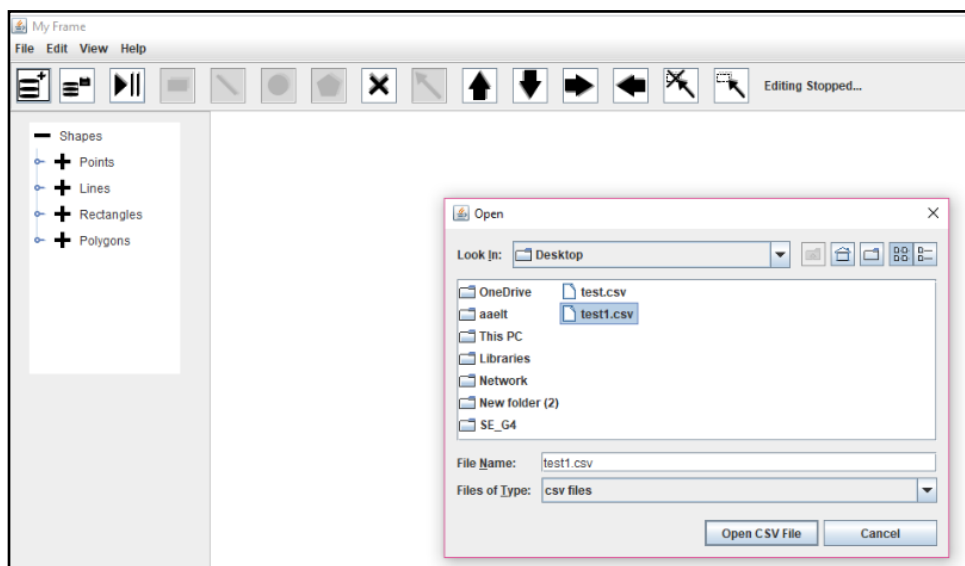 My Frame
File Edit View Help
Editing Stopped...
Shapes
Points
Lines
Rectangles
Polygons
Open
Look In: Desktop
OneDrive test.csv
aaelt test1.csv
This PC
Libraries
Network
New folder (2)
SE_G4
File Name: test1.csv
Files of Type: csv files
Open CSV File Cancel